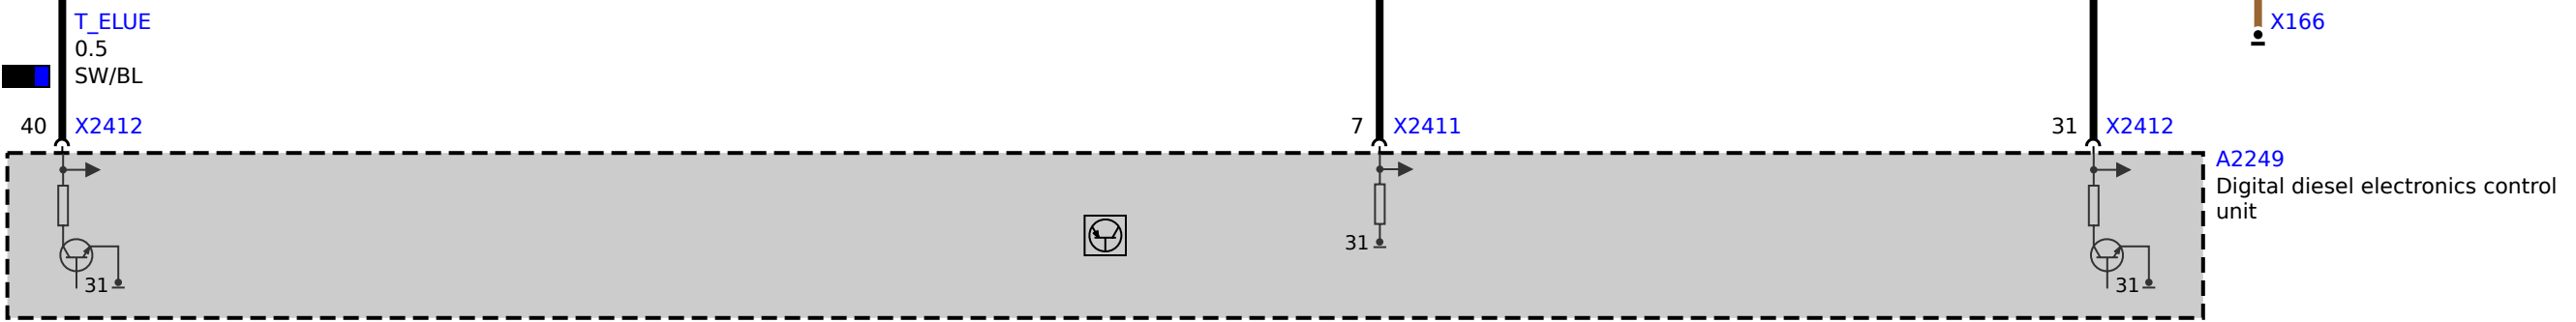 T_ELUE
0.5
SW/BL
X166
40 X2412
7 X2411
31 X2412
A2249
Digital diesel electronics control
unit
31
31
31